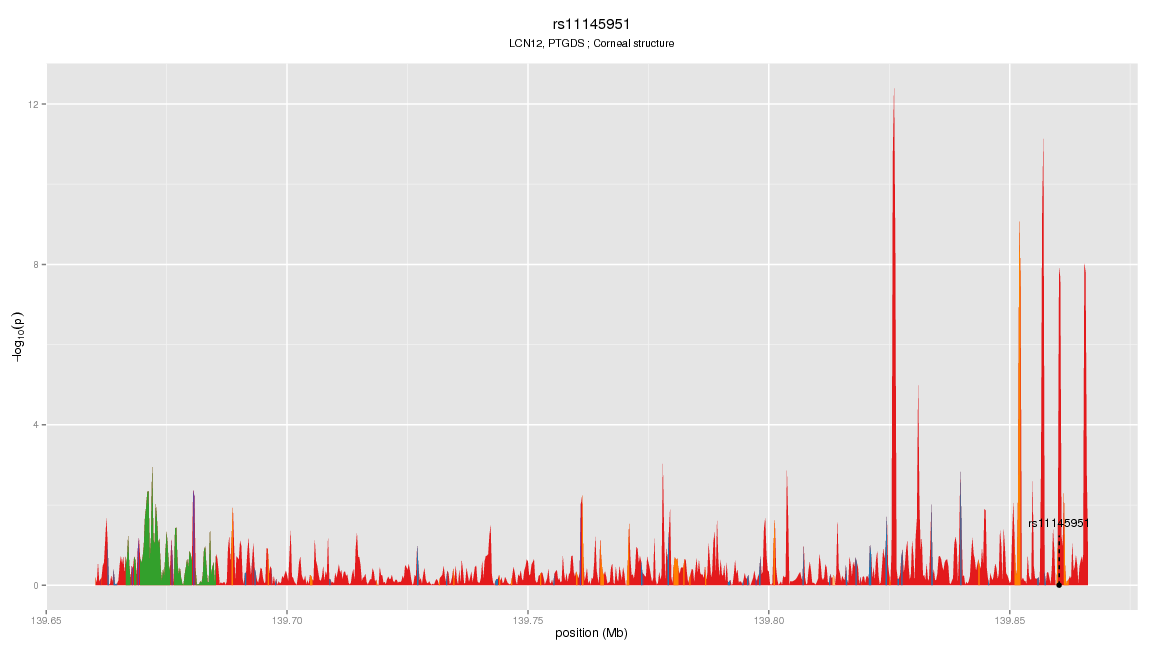 rs11145951
LCN12, PTGDS ; Corneal structure
12
8
4
0
−log10(p)
rs11145951
139.65
139.70
139.75
139.80
139.85
position (Mb)